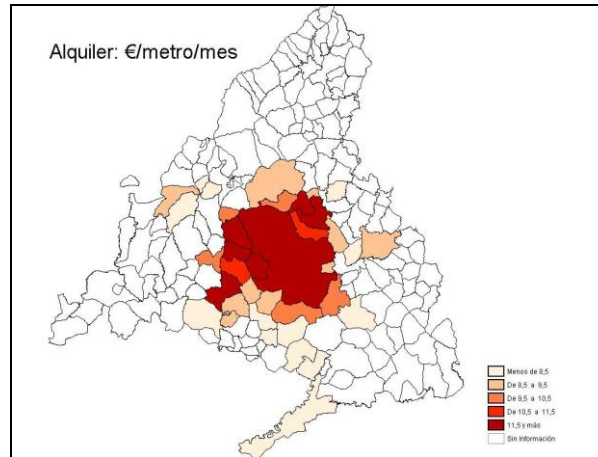 Alquiler: €/metro/mes
Menos de 8,5
De 8,5 a 9,5
De 9,5 a 10,5
De 10,5 a 11,5
11,5 y más
Sin Información